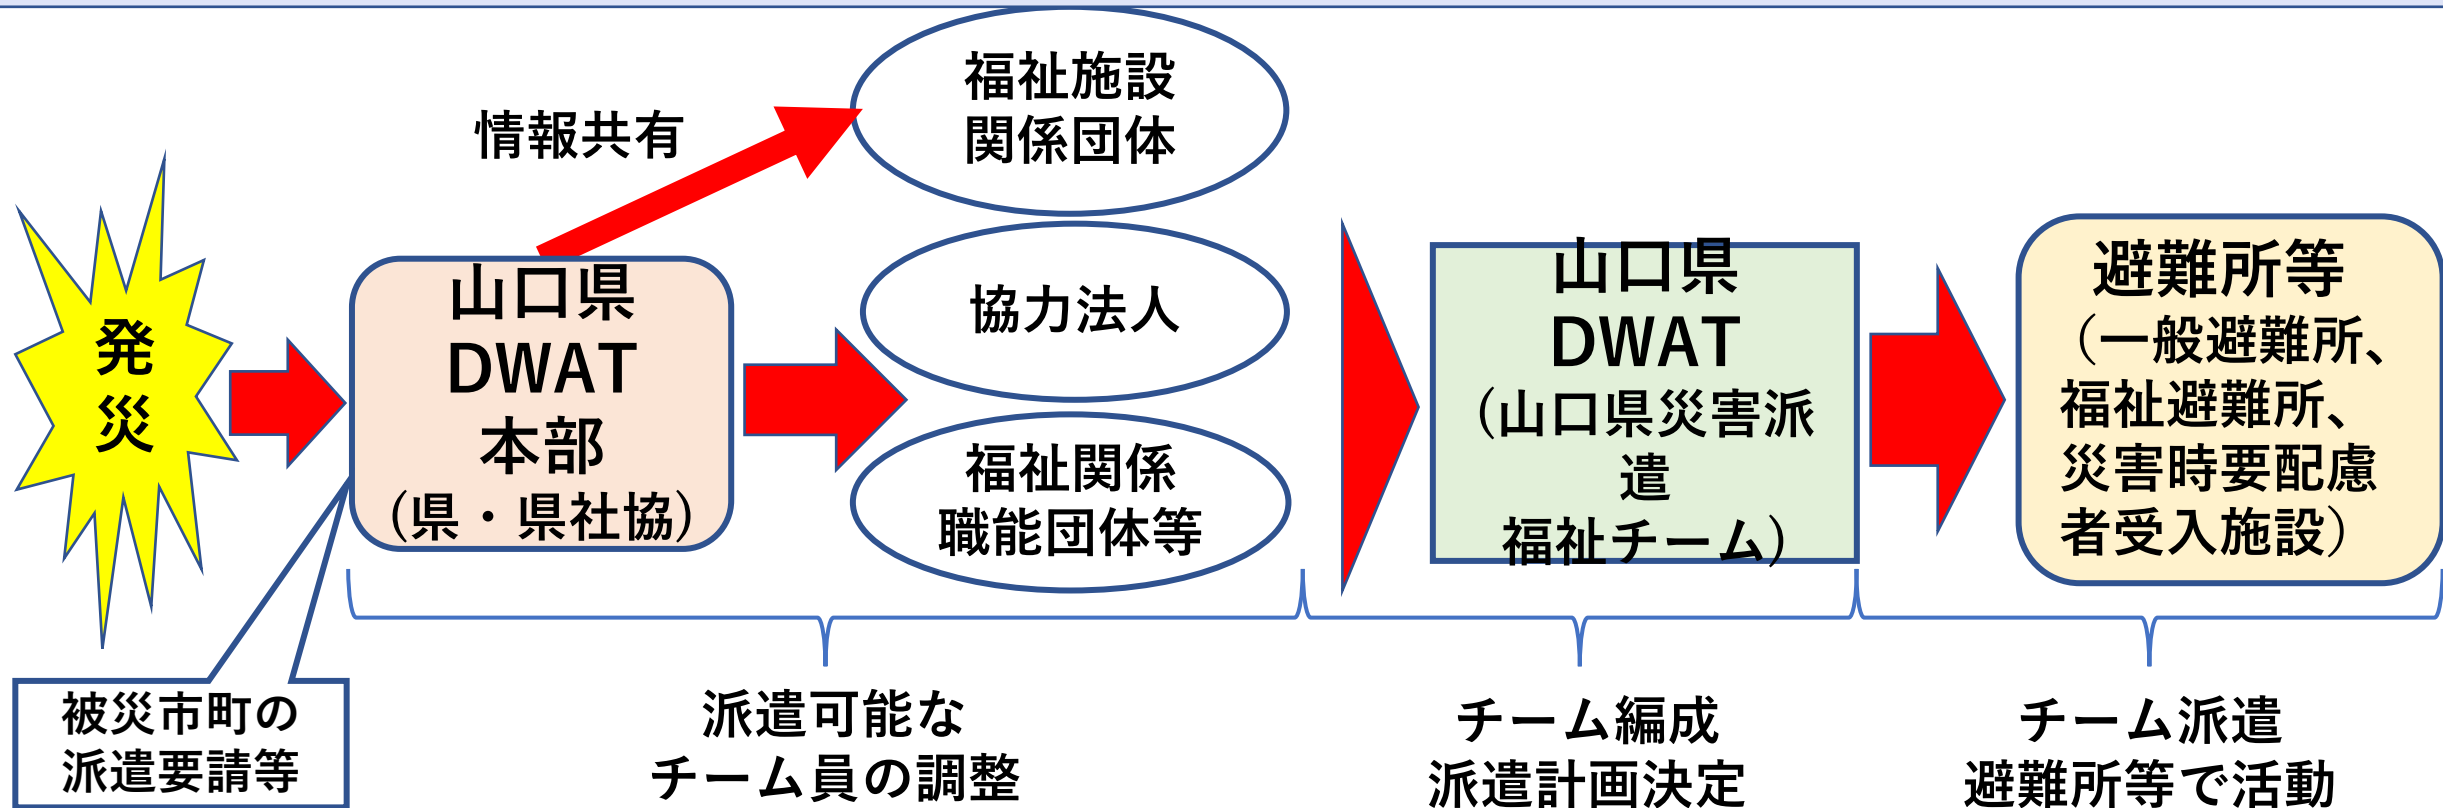 発
災
被災市町の
派遣要請等
情報共有
山口県
DWAT
本部
（県・県社協）
福祉施設
関係団体
協力法人
福祉関係
職能団体等
派遣可能な
チーム員の調整
山口県
DWAT
（山口県災害派
遣
福祉チーム）
チーム編成
派遣計画決定
避難所等
（一般避難所、
福祉避難所、
災害時要配慮
者受入施設）
チーム派遣
避難所等で活動